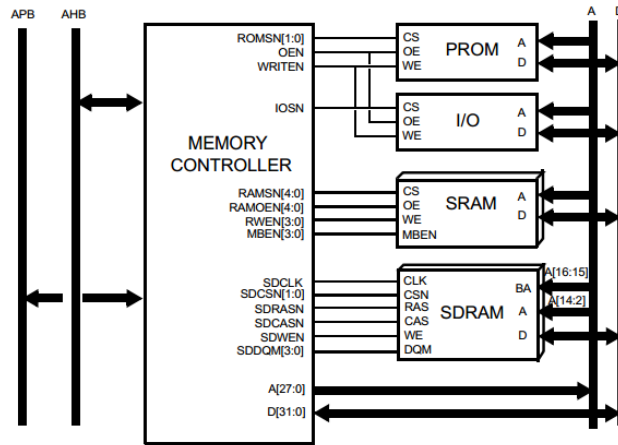 APB AHB A D
ROMSN[1:0] CS PROM A
OEN OE
WRITEN WE D
IOSN CS I/O A
OE
WE D
MEMORY
CONTROLLER
RAMSN[4:0] CS SRAM A
RAMOEN[4:0] OE
RWEN[3:0] WE D
MBEN[3:0] MBEN
SDCLK CLK A[16:15]
SDCSN[1:0] CSN BA
SDRASN RAS A[14:2]
SDCASN CAS SDRAM A
SDWEN WE D
SDDQM[3:0] DQM
A[27:0]
D[31:0]